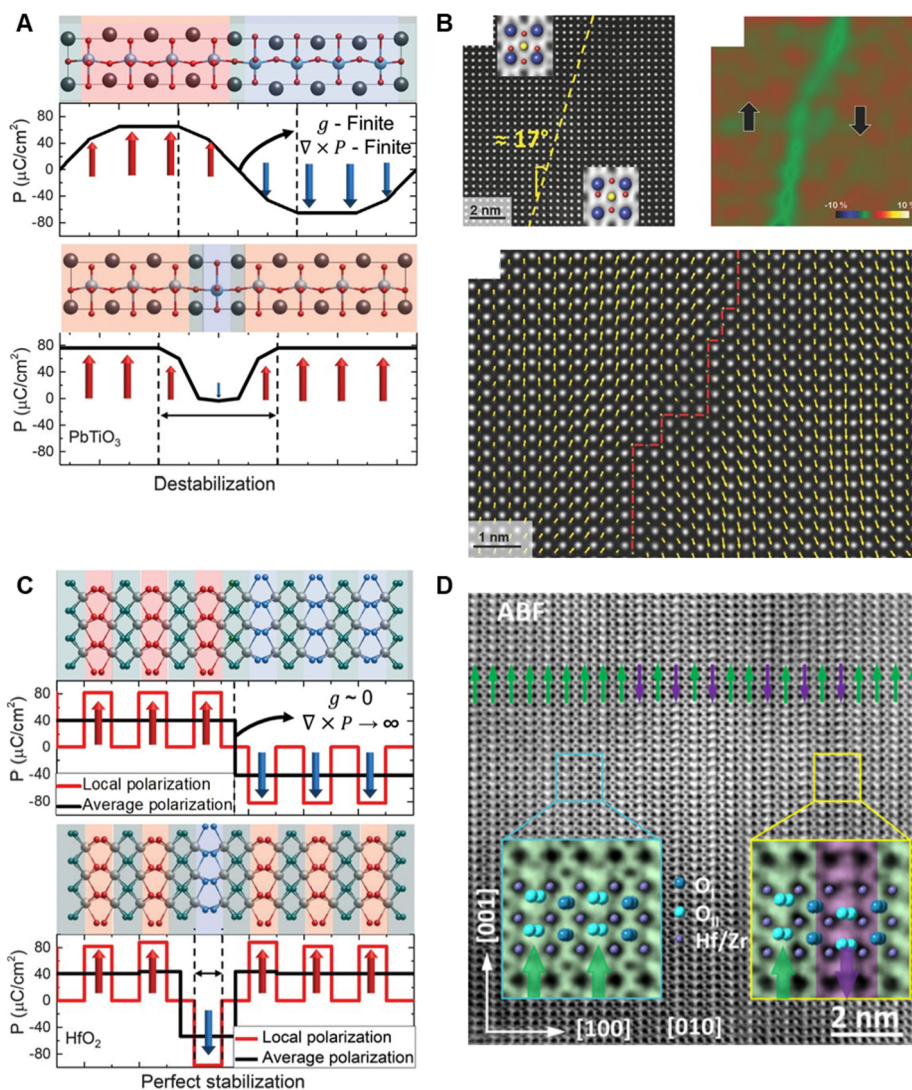 A
P (μC/cm²)
80
40
0
-40
-80
g - Finite
∇ × P - Finite
P (μC/cm²)
80
40
0
-40
-80
PbTiO₃
Destabilization
B
≈ 17°
2 nm
-10 %
10 %
1 nm
C
P (μC/cm²)
80
40
0
-40
-80
g ~ 0
∇ × P → ∞
Local polarization
Average polarization
P (μC/cm²)
80
40
0
-40
-80
HfO₂
Local polarization
Average polarization
Perfect stabilization
D
ABF
[001]
[100]
[010]
Oᵢ
Oᵢᵢ
Hf/Zr
2 nm